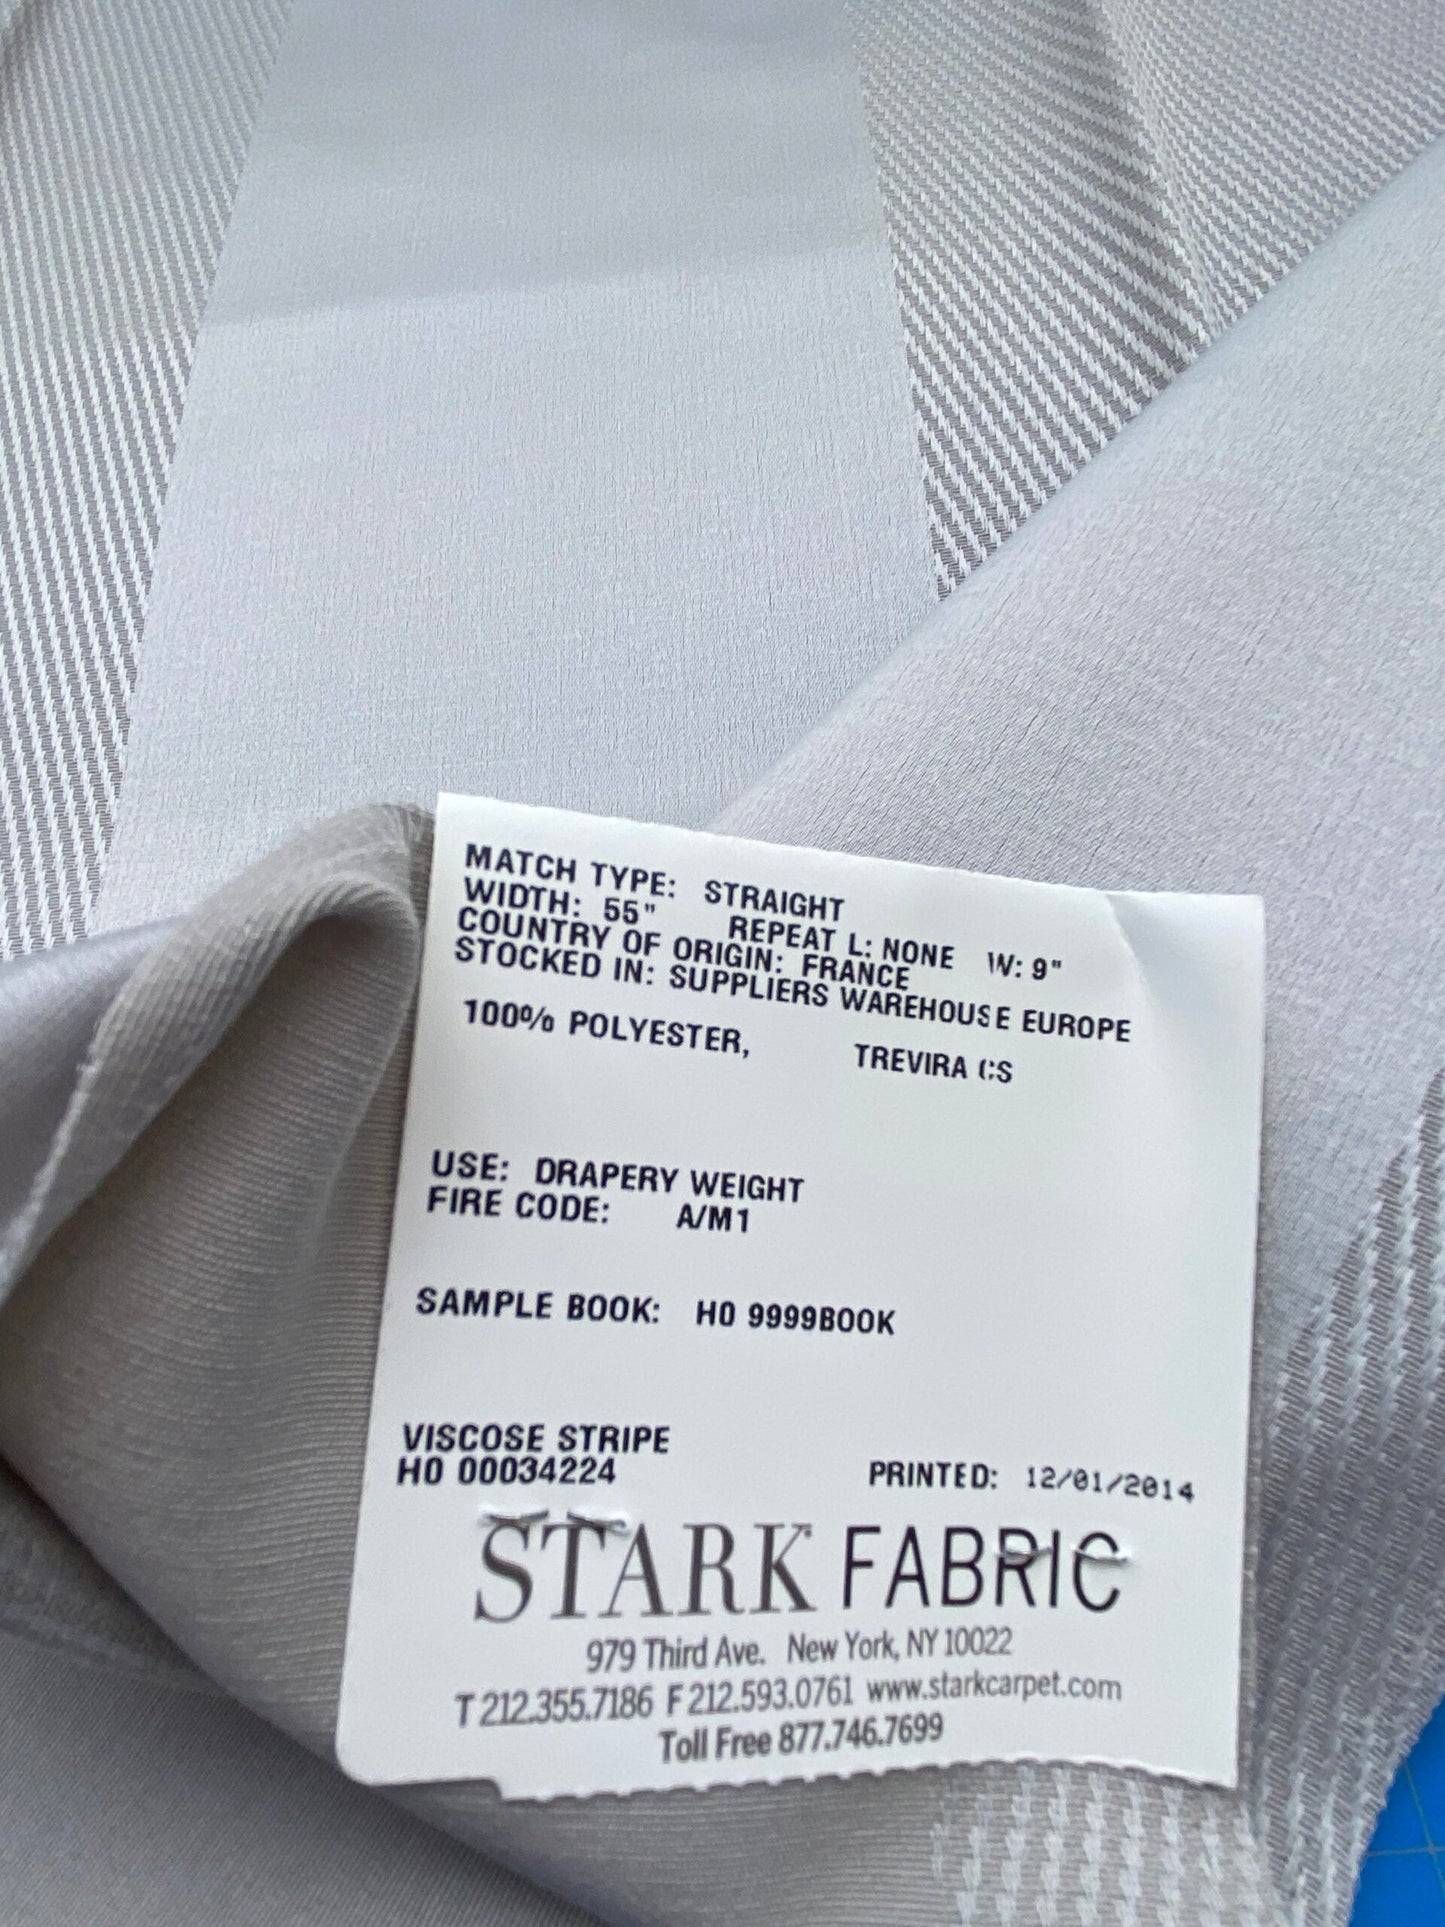 MATCH TYPE: STRAIGHT
WIDTH: 55" REPEAT L: NONE W: 9"
COUNTRY OF ORIGIN: FRANCE
STOCKED IN: SUPPLIERS WAREHOUSE EUROPE
100% POLYESTER, TREVIRA CS
USE: DRAPERY WEIGHT
FIRE CODE: A/M1
SAMPLE BOOK: HO 9999BOOK
VISCOSE STRIPE
HO 00034224 PRINTED: 12/01/2014
STARK FABRIC
979 Third Ave. New York, NY 10022
T 212.355.7186 F 212.593.0761 www.starkcarpet.com
Toll Free 877.746.7699